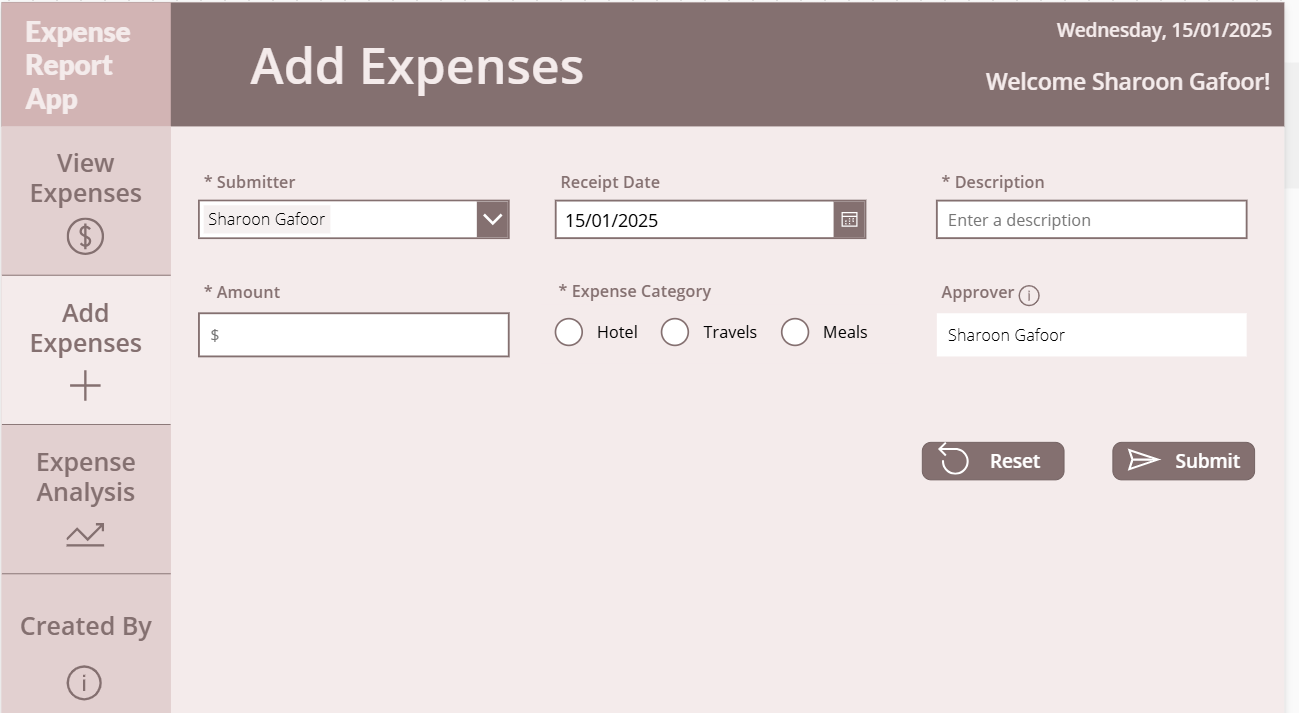 Expense
Report
App
Add Expenses
Wednesday, 15/01/2025
Welcome Sharoon Gafoor!
View
Expenses
$
Add
Expenses
Expense
Analysis
Created By
i
* Submitter
Sharoon Gafoor
Receipt Date
15/01/2025
* Description
Enter a description
* Amount
$
* Expense Category
Hotel Travels Meals
Approver i
Sharoon Gafoor
Reset
Submit